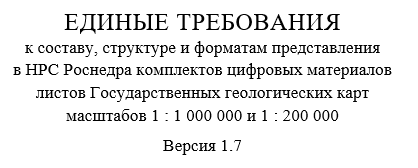 ЕДИНЫЕ ТРЕБОВАНИЯ
к составу, структуре и форматам представления
в НРС Роснедра комплектов цифровых материалов
листов Государственных геологических карт
масштабов 1 : 1 000 000 и 1 : 200 000
Версия 1.7